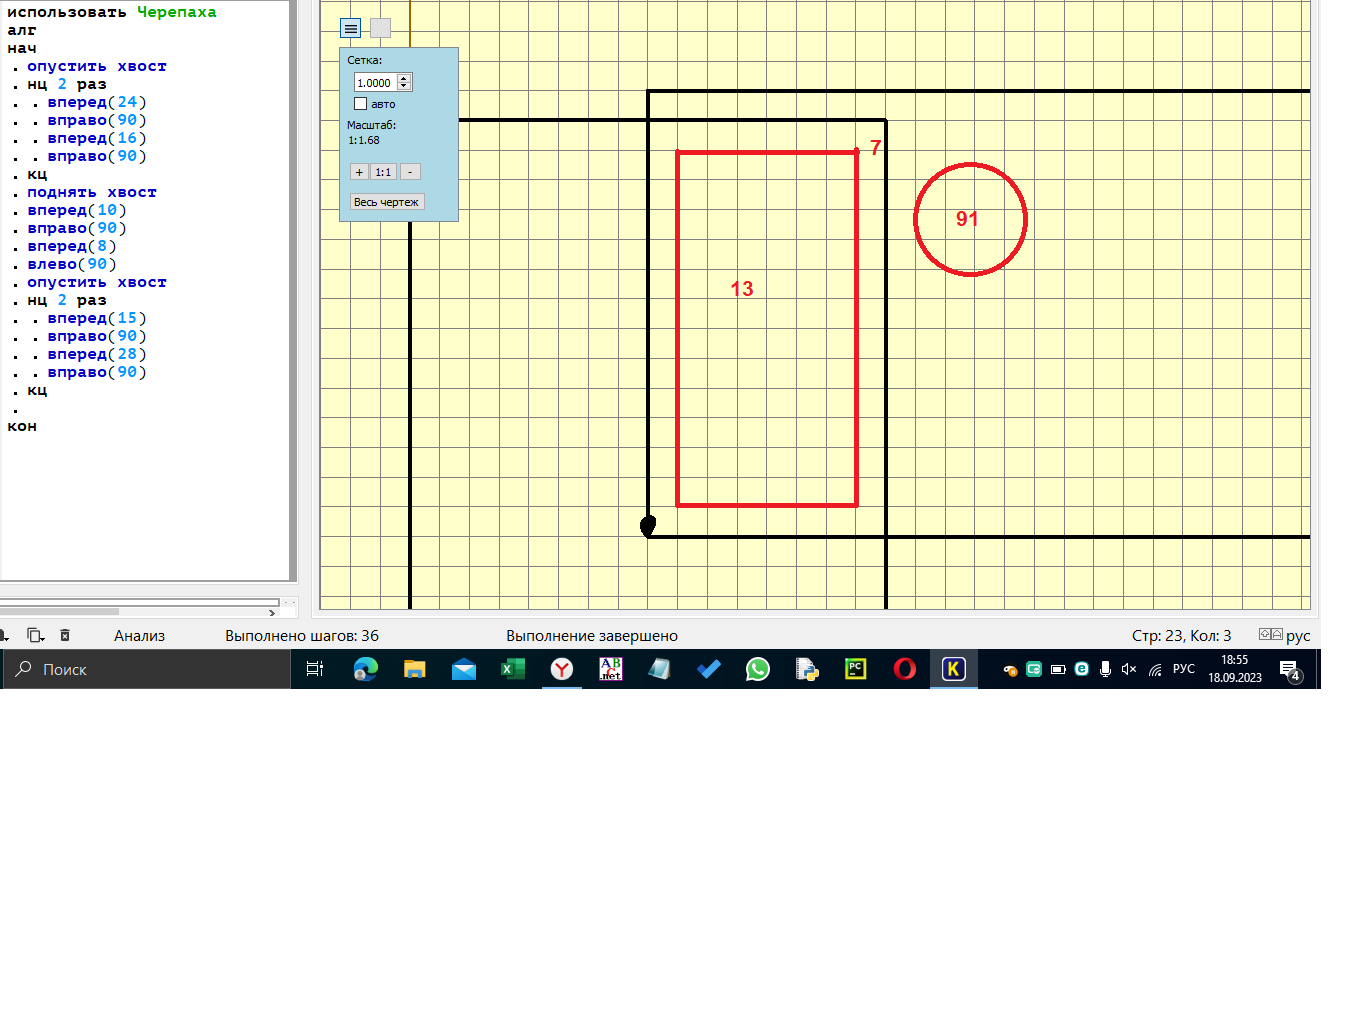 использовать Черепаха
алг
нач
. опустить хвост
. нц 2 раз
. . вперед(24)
. . вправо(90)
. . вперед(16)
. . вправо(90)
. кц
. поднять хвост
. вперед(10)
. вправо(90)
. вперед(8)
. влево(90)
. опустить хвост
. нц 2 раз
. . вперед(15)
. . вправо(90)
. . вперед(28)
. . вправо(90)
. кц
.
кон
Сетка:
1.0000
авто
Масштаб:
1:1.68
+ 1:1 -
Весь чертеж
7
91
13
Анализ Выполнено шагов: 36 Выполнение завершено Стр: 23, Кол: 3 рус
Поиск
X
Y
AB
.net
PC
K
e
РУС
18:55
18.09.2023
4